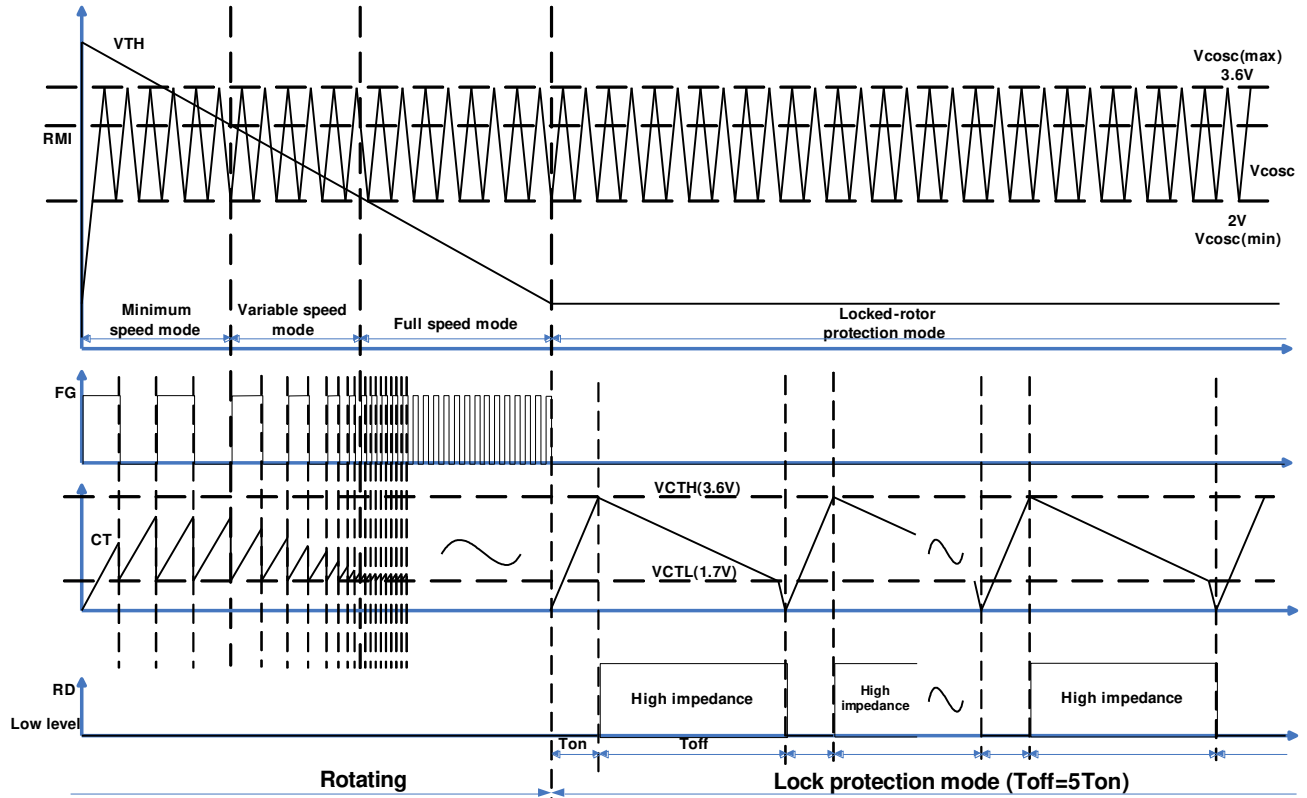 VTH
Vcosc(max)
3.6V
RMI
Vcosc
2V
Vcosc(min)
Minimum
speed mode
Variable speed
mode
Full speed mode
Locked-rotor
protection mode
FG
VCTH(3.6V)
CT
VCTL(1.7V)
RD
High impedance
High
impedance
High impedance
Low level
Ton
Toff
Rotating
Lock protection mode (Toff=5Ton)